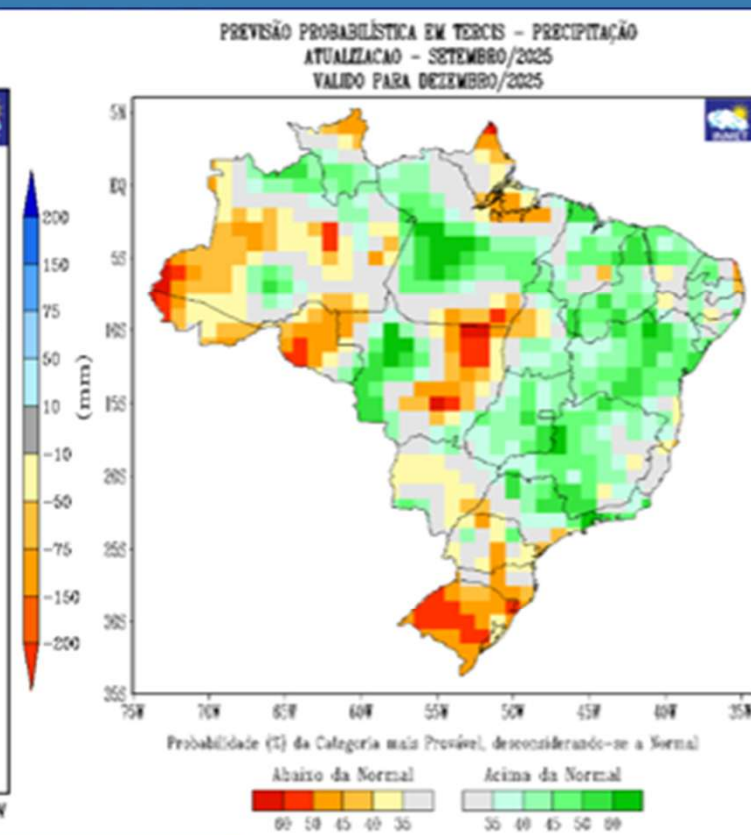 PREVISÃO PROBABILÍSTICA EM TERCIS - PRECIPITAÇÃO
ATUALIZACAO - SETEMBRO/2025
VALIDO PARA DEZEMBRO/2025
INMET
5N
EQ
5S
10S
15S
20S
25S
30S
35S
75W 70W 65W 60W 55W 50W 45W 40W 35W
200
150
75
50
10
-10
-50
-75
-150
-200
(mm)
W
Probabilidade (%) da Categoria mais Provável, desconsiderando-se a Normal
Abaixo da Normal Acima da Normal
60 50 45 40 35 35 40 45 50 60